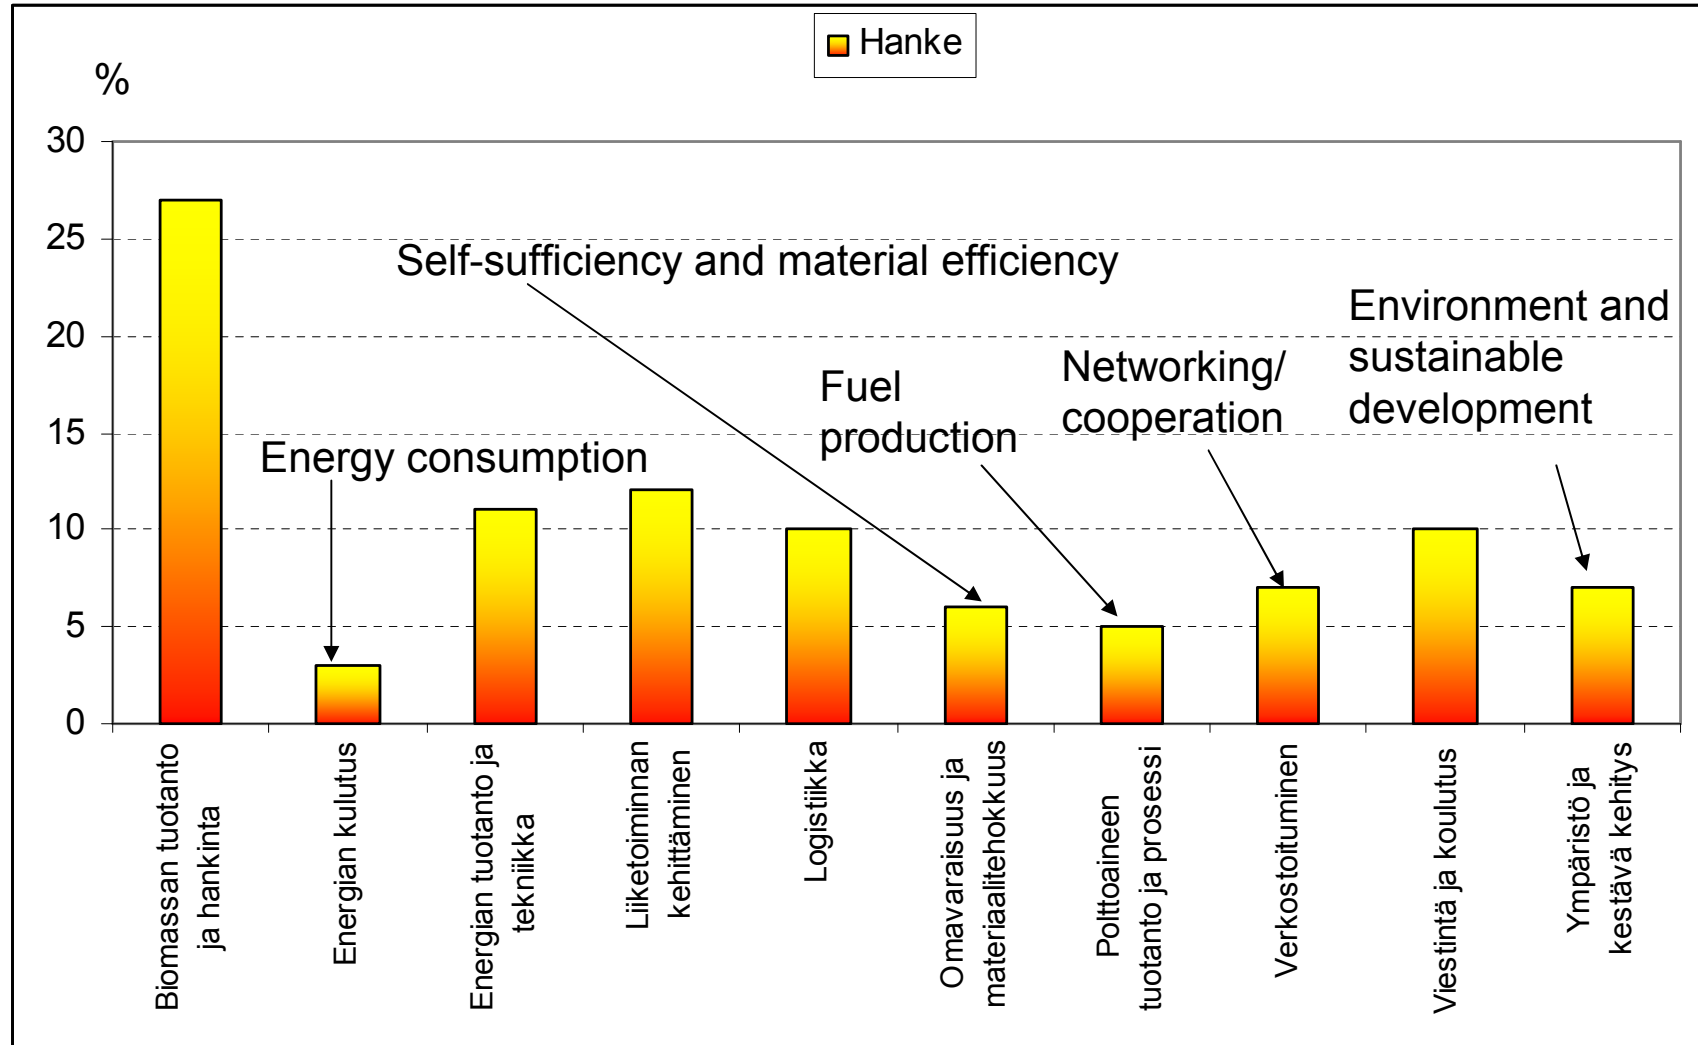 Hanke
%
30
25
20
15
10
5
0
Self-sufficiency and material efficiency
Environment and
sustainable
development
Networking/
cooperation
Fuel
production
Energy consumption
Biomassan tuotanto
ja hankinta
Energian kulutus
Energian tuotanto ja
tekniikka
Liiketoiminnan
kehittäminen
Logistiikka
Omavaraisuus ja
materiaalitehokkuus
Polttoaineen
tuotanto ja prosessi
Verkostoituminen
Viestintä ja koulutus
Ympäristö ja
kestävä kehitys